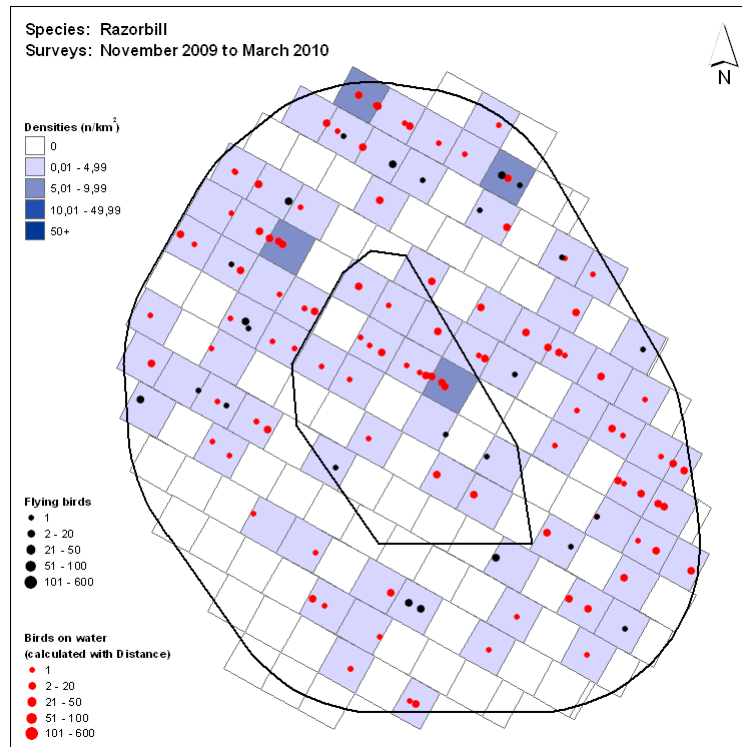 Species: Razorbill
Surveys: November 2009 to March 2010
N
Densities (n/km²)
0
0,01 - 4,99
5,01 - 9,99
10,01 - 49,99
50+
Flying birds
1
2 - 20
21 - 50
51 - 100
101 - 600
Birds on water
(calculated with Distance)
1
2 - 20
21 - 50
51 - 100
101 - 600